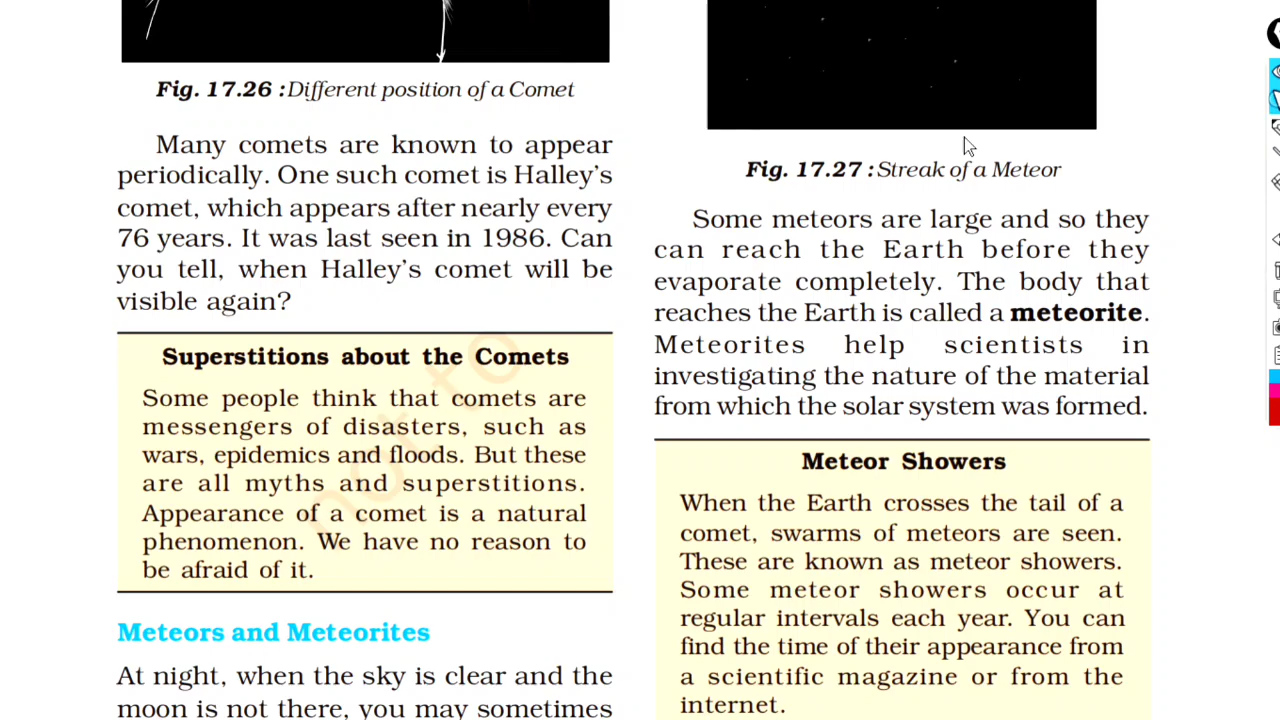 Fig. 17.26 : Different position of a Comet
Many comets are known to appear
periodically. One such comet is Halley's
comet, which appears after nearly every
76 years. It was last seen in 1986. Can
you tell, when Halley's comet will be
visible again?
Superstitions about the Comets
Some people think that comets are
messengers of disasters, such as
wars, epidemics and floods. But these
are all myths and superstitions.
Appearance of a comet is a natural
phenomenon. We have no reason to
be afraid of it.
not to
Meteors and Meteorites
At night, when the sky is clear and the
moon is not there, you may sometimes
Fig. 17.27 : Streak of a Meteor
Some meteors are large and so they
can reach the Earth before they
evaporate completely. The body that
reaches the Earth is called a meteorite.
Meteorites help scientists in
investigating the nature of the material
from which the solar system was formed.
Meteor Showers
When the Earth crosses the tail of a
comet, swarms of meteors are seen.
These are known as meteor showers.
Some meteor showers occur at
regular intervals each year. You can
find the time of their appearance from
a scientific magazine or from the
internet.